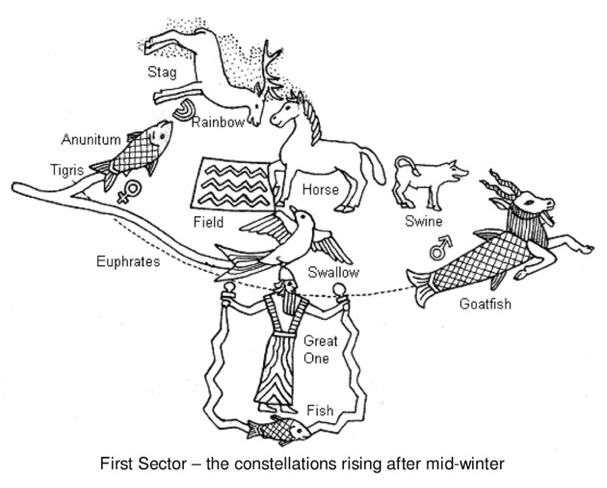 Stag
Rainbow
Anunitum
Tigris
Horse
Field
Swine
Euphrates
Swallow
Goatfish
Great
One
Fish
First Sector – the constellations rising after mid-winter